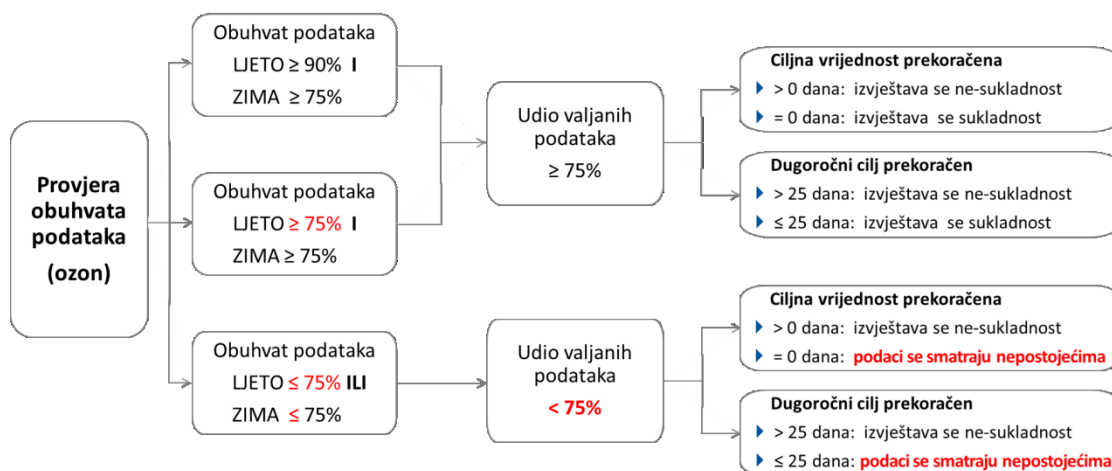 Provjera
obuhvata
podataka
(ozon)
Obuhvat podataka
LJETO ≥ 90% I
ZIMA ≥ 75%
Obuhvat podataka
LJETO ≥ 75% I
ZIMA ≥ 75%
Obuhvat podataka
LJETO ≤ 75% ILI
ZIMA ≤ 75%
Udio valjanih
podataka
≥ 75%
Udio valjanih
podataka
< 75%
Ciljna vrijednost prekoračena
> 0 dana: izvještava se ne-sukladnost
= 0 dana: izvještava se sukladnost
Dugoročni cilj prekoračen
> 25 dana: izvještava se ne-sukladnost
≤ 25 dana: izvještava se sukladnost
Ciljna vrijednost prekoračena
> 0 dana: izvještava se ne-sukladnost
= 0 dana: podaci se smatraju nepostojećima
Dugoročni cilj prekoračen
> 25 dana: izvještava se ne-sukladnost
≤ 25 dana: podaci se smatraju nepostojećima